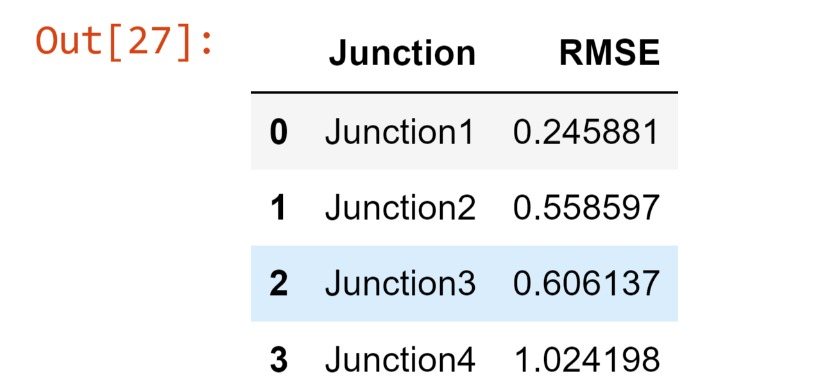 Out[27]:
Junction RMSE
0 Junction1 0.245881
1 Junction2 0.558597
2 Junction3 0.606137
3 Junction4 1.024198